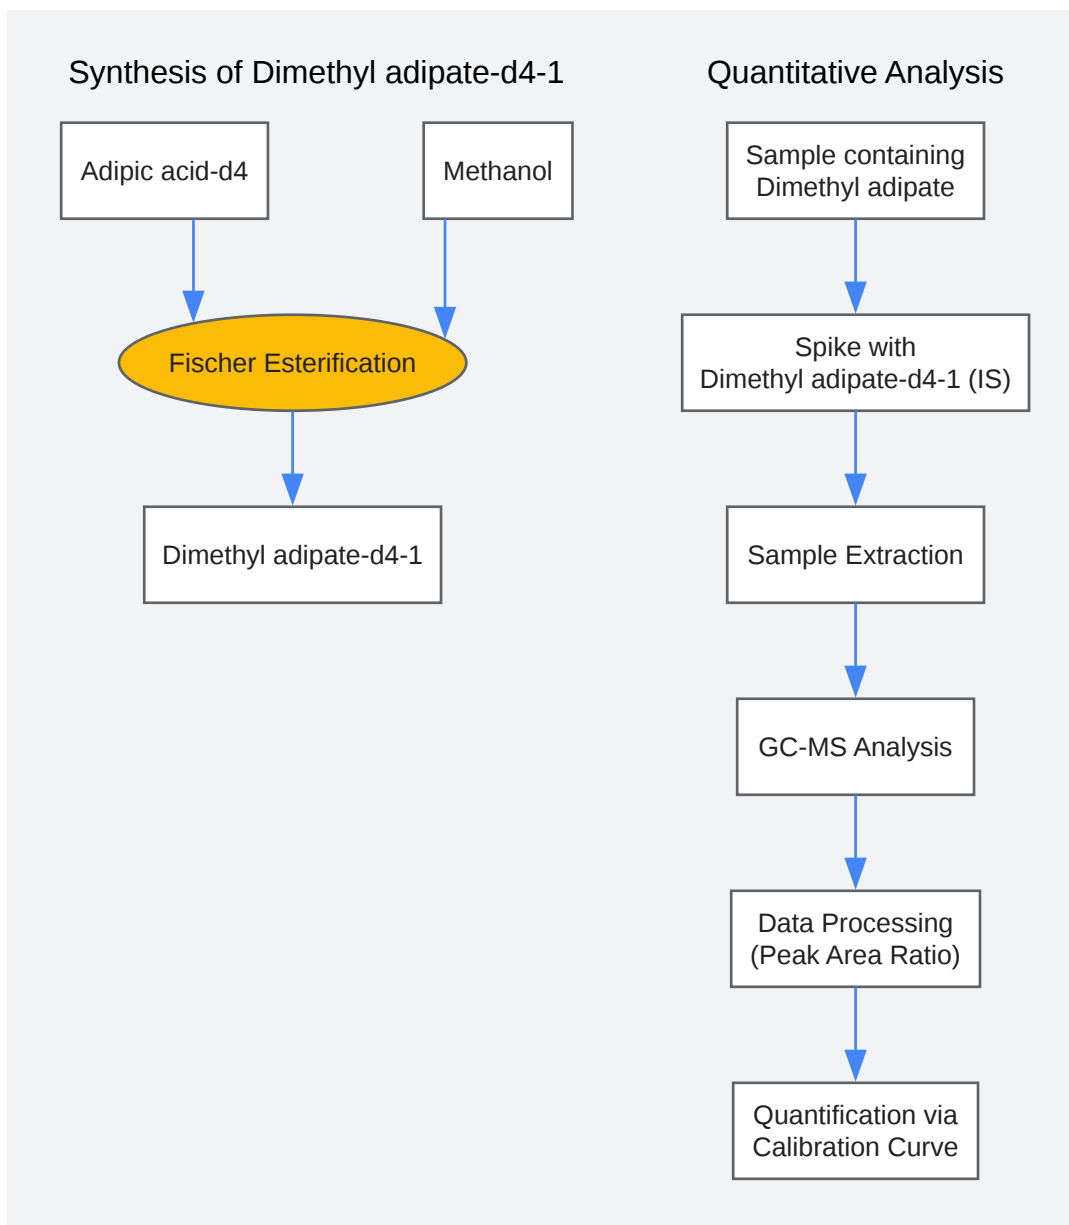 Synthesis of Dimethyl adipate-d4-1
Adipic acid-d4
Methanol
Fischer Esterification
Dimethyl adipate-d4-1
Quantitative Analysis
Sample containing
Dimethyl adipate
Spike with
Dimethyl adipate-d4-1 (IS)
Sample Extraction
GC-MS Analysis
Data Processing
(Peak Area Ratio)
Quantification via
Calibration Curve